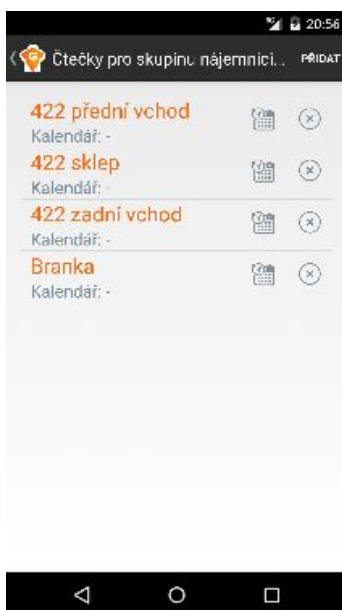 20:56
Čtečky pro skupinu nájemníci.. PŘIDAT
422 přední vchod
Kalendář: -
422 sklep
Kalendář: -
422 zadní vchod
Kalendář: -
Branka
Kalendář: -